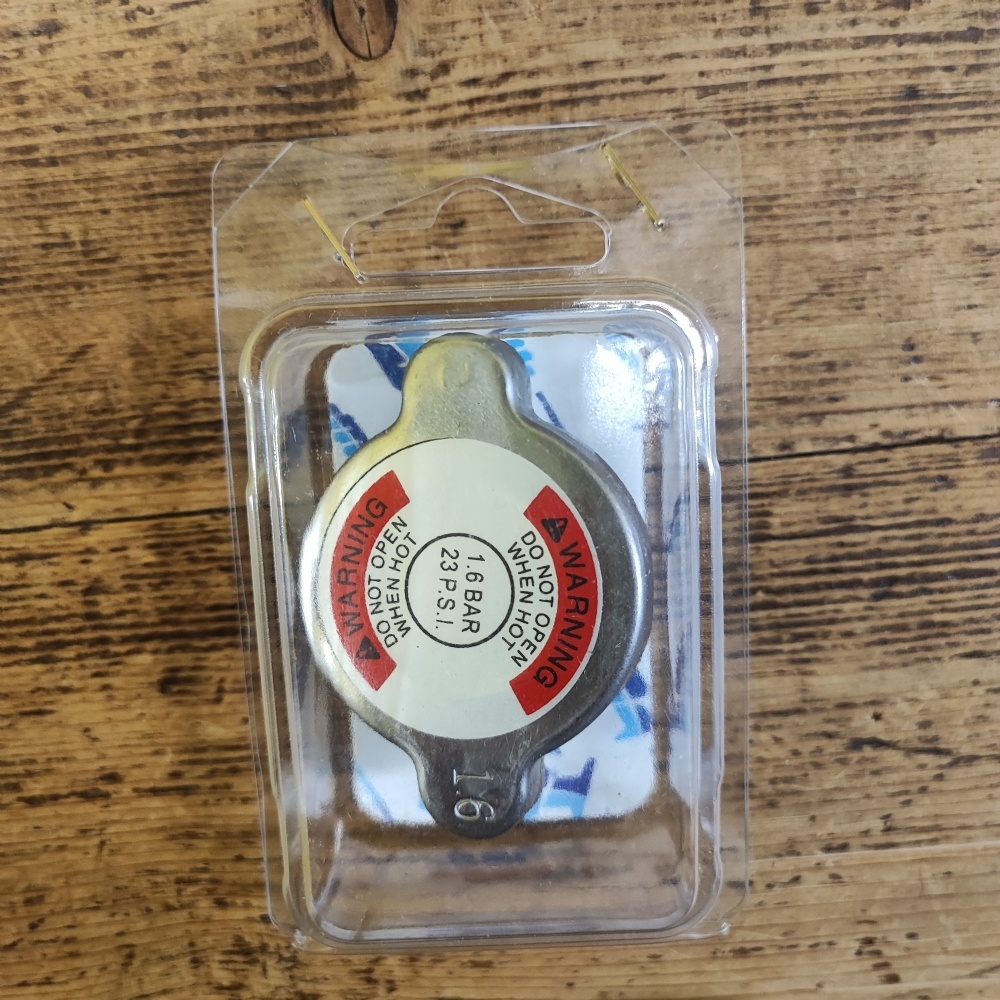 WARNING
DO NOT OPEN
WHEN HOT
1.6 BAR
23 P.S.I.
WARNING
DO NOT OPEN
WHEN HOT
1.6